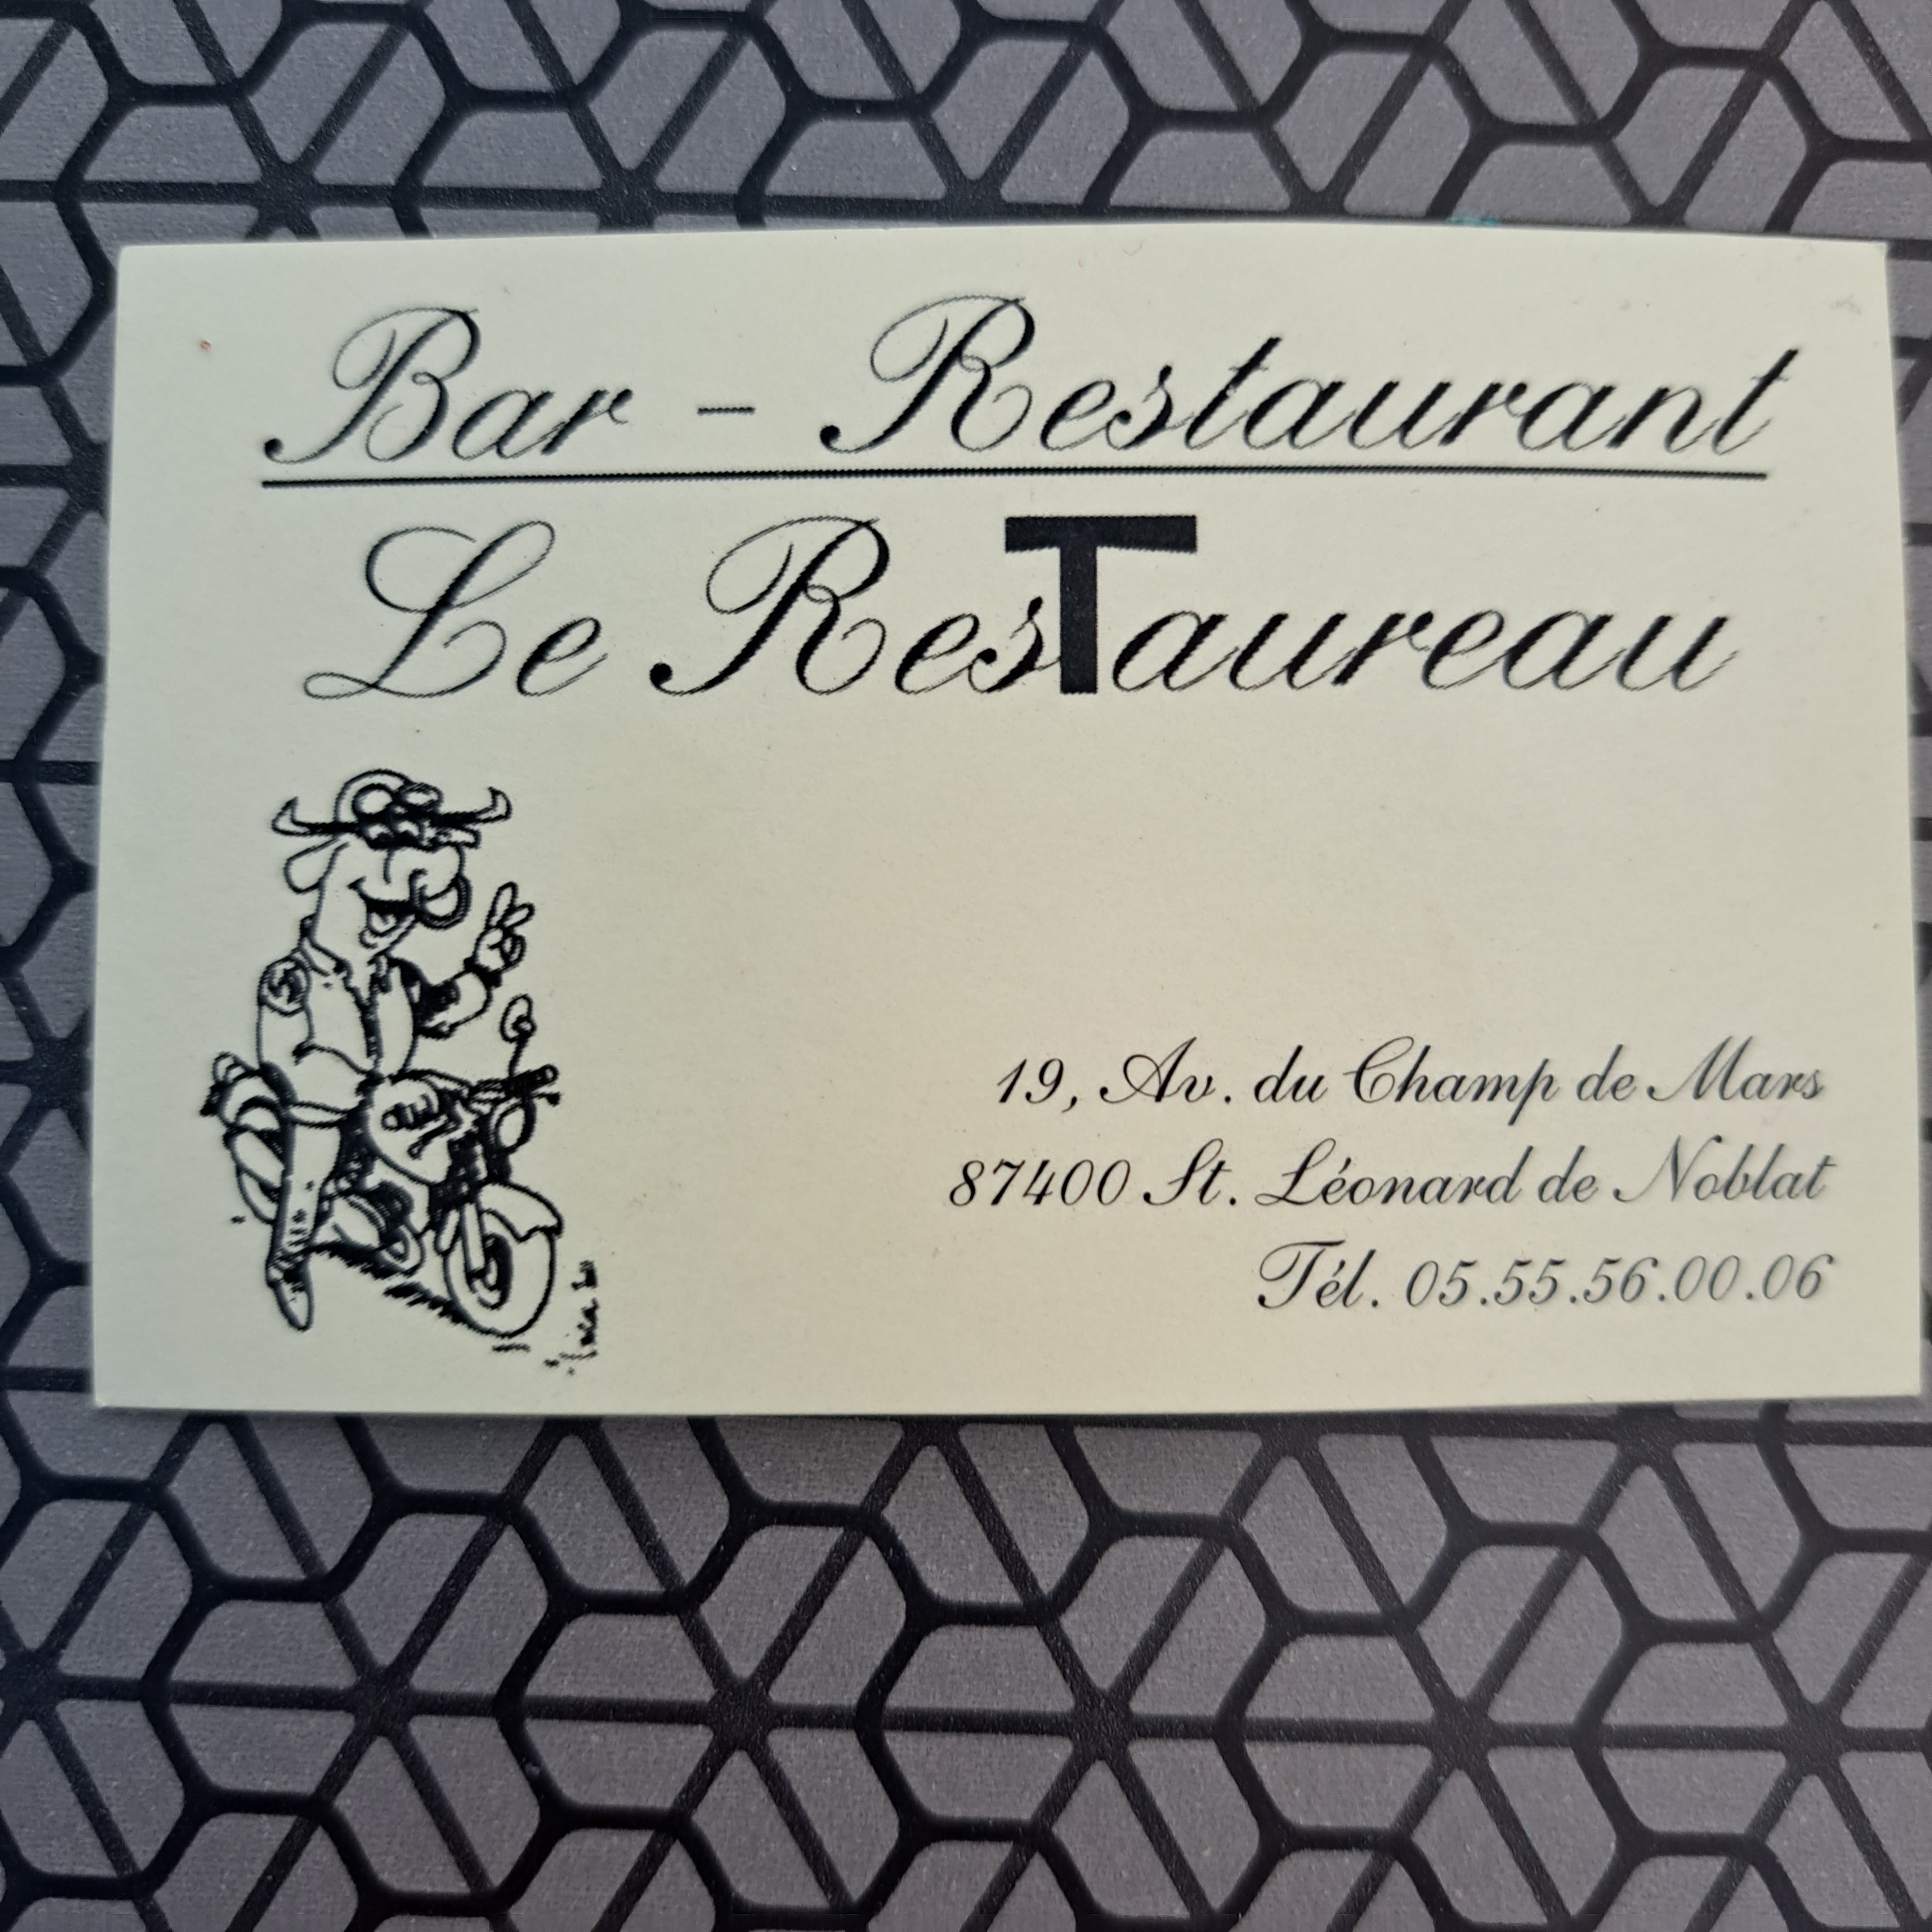 Bar - Restaurant
Le ResTaureau
19, Av. du Champ de Mars
87400 St. Léonard de Noblat
Tél. 05.55.56.00.06